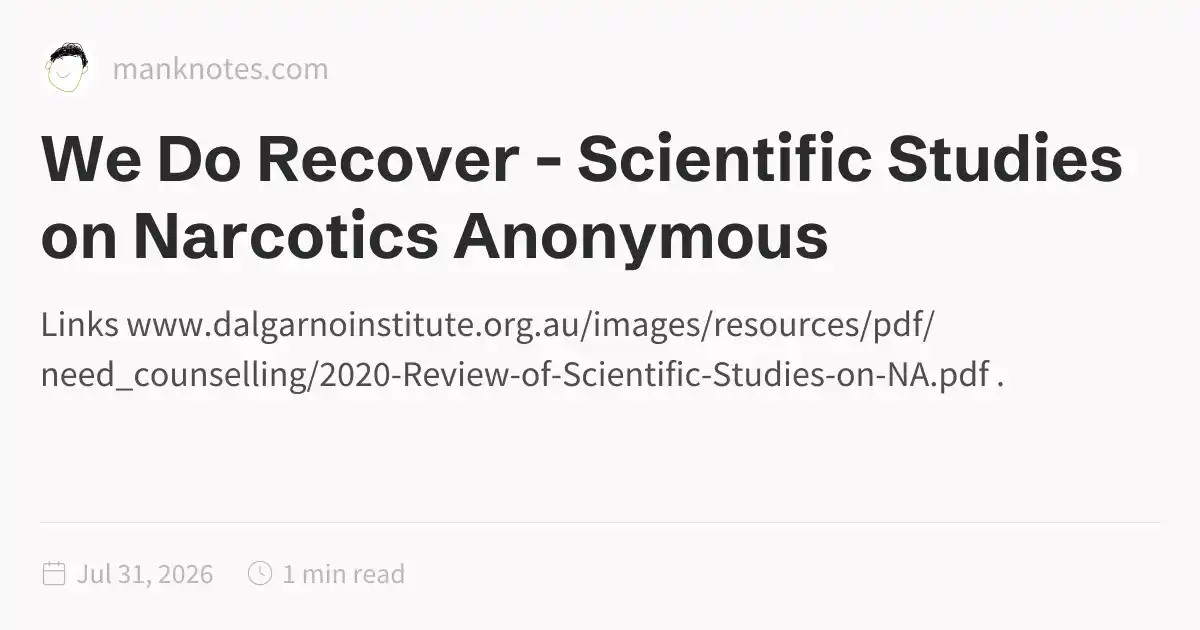 manknotes.com
We Do Recover - Scientific Studies
on Narcotics Anonymous
Links www.dalgarnoinstitute.org.au/images/resources/pdf/
need_counselling/2020-Review-of-Scientific-Studies-on-NA.pdf .
Jul 31, 2026 1 min read